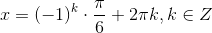 x = (-1)^k · π/6 + 2πk, k ∈ Z